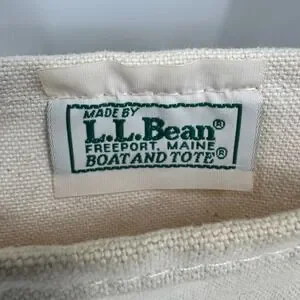 MADE BY
L.L.Bean®
FREEPORT, MAINE
BOAT AND TOTE®